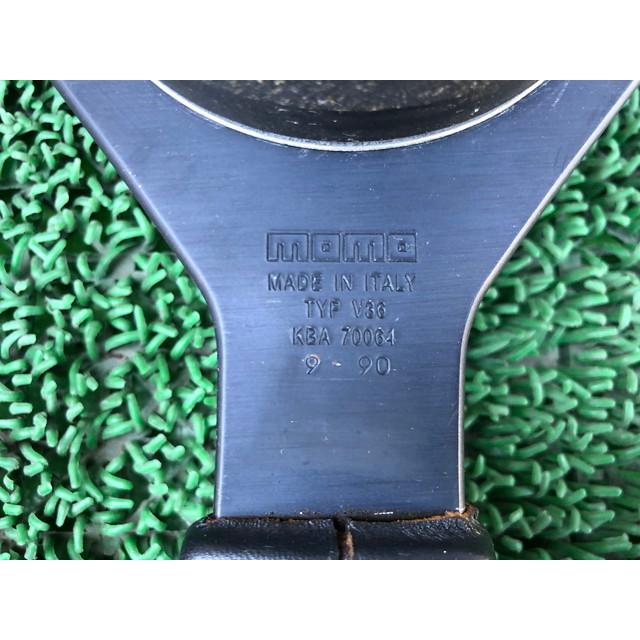 momo
MADE IN ITALY
TYP V36
KBA 70064
9 - 90